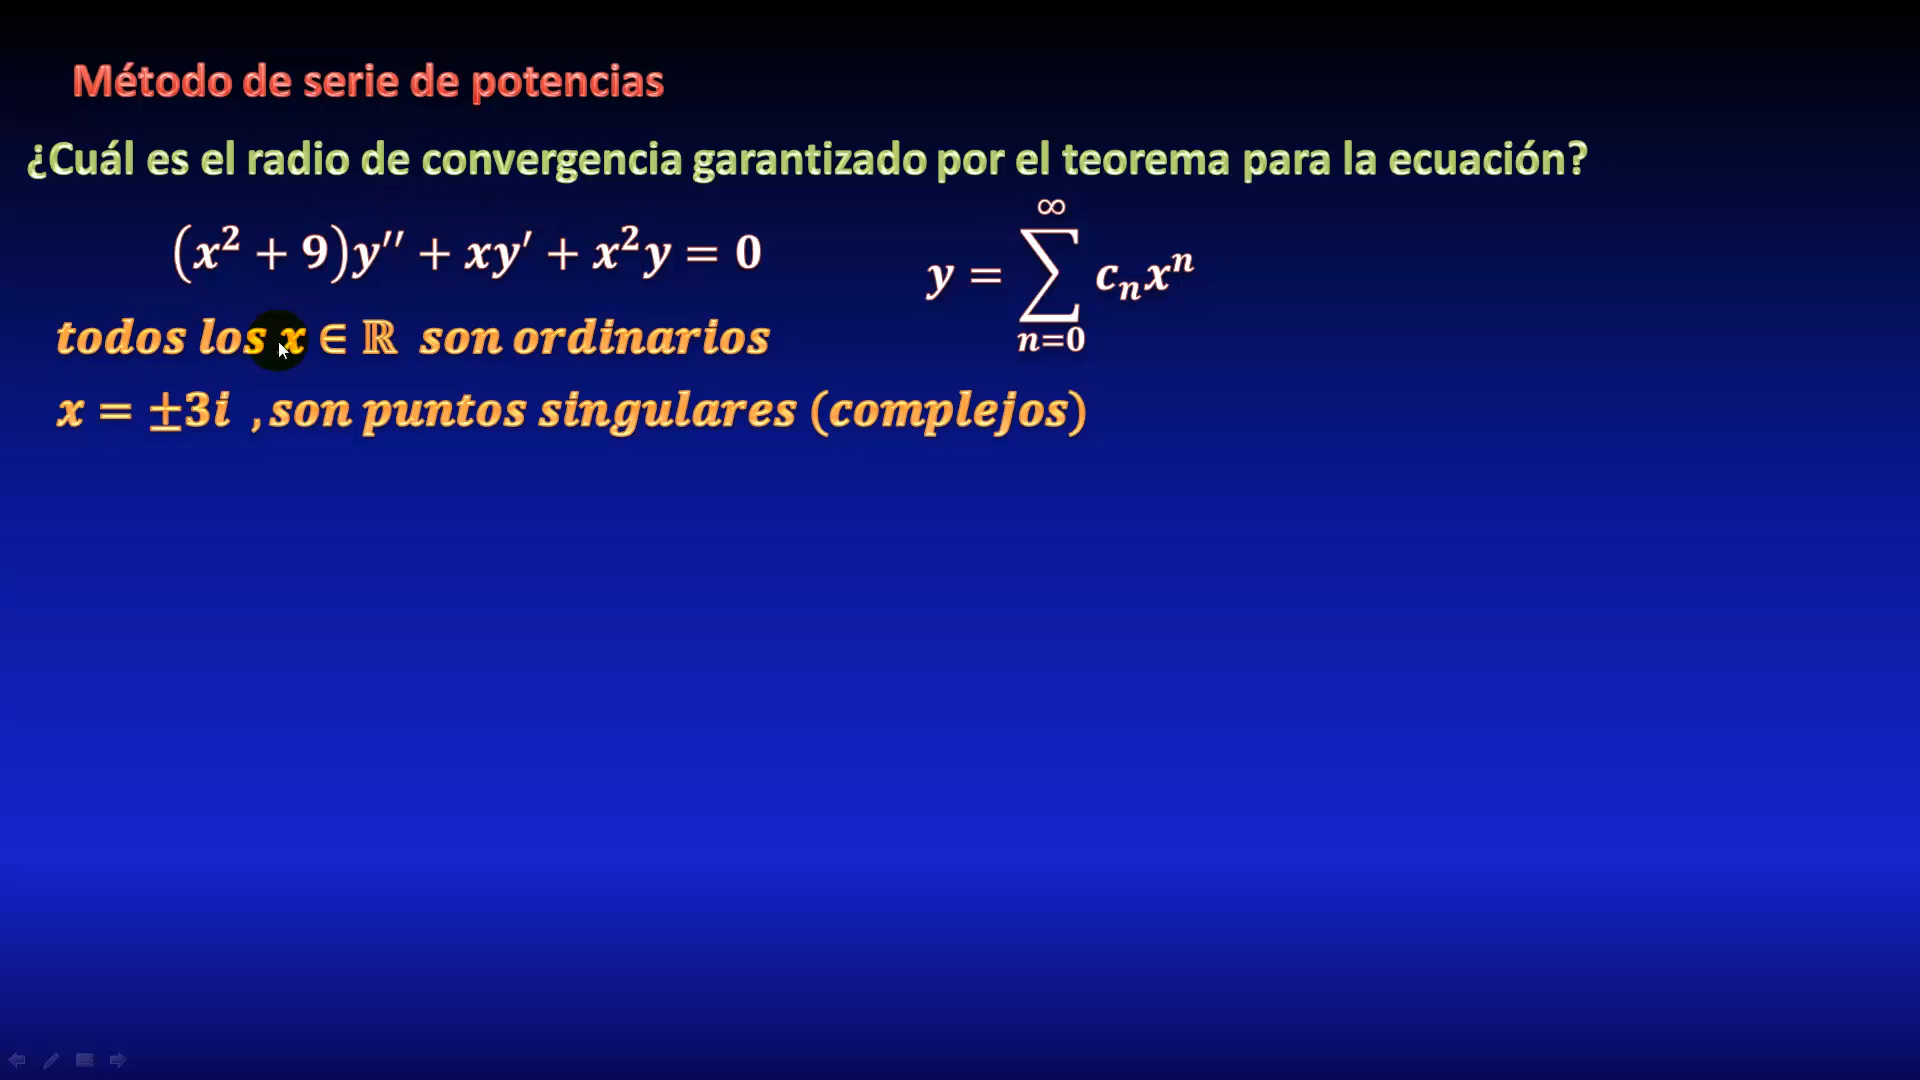 Método de serie de potencias
¿Cuál es el radio de convergencia garantizado por el teorema para la ecuación?
(x² + 9)y′′ + xy′ + x²y = 0
y = ∑_{n=0}^{∞} cₙxⁿ
todos los x ∈ ℝ son ordinarios
x = ±3i , son puntos singulares (complejos)